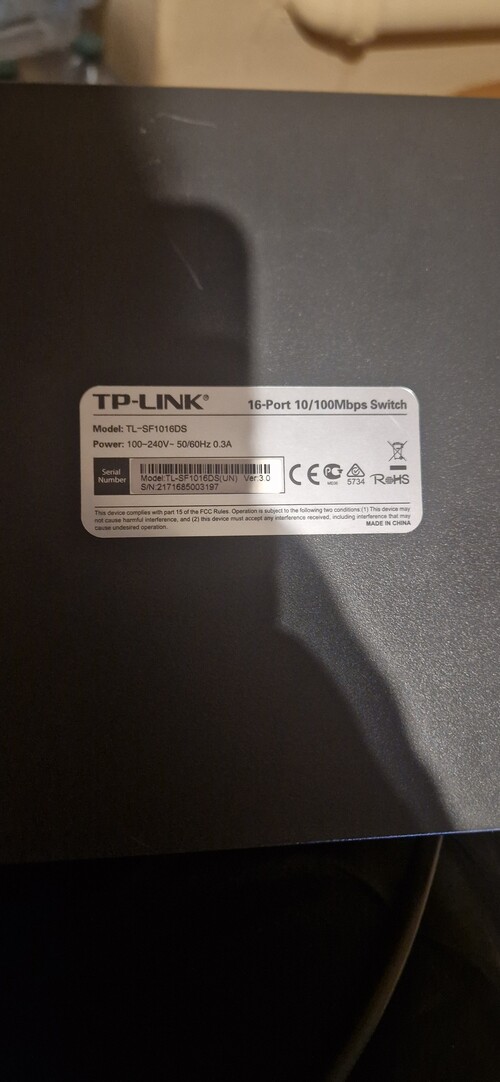 TP-LINK®
16-Port 10/100Mbps Switch
Model: TL-SF1016DS
Power: 100-240V~ 50/60Hz 0.3A
Serial
Number
Model:TL-SF1016DS(UN) Ver:3.0
S/N:2171685003197
CE
5734
RoHS
This device complies with part 15 of the FCC Rules. Operation is subject to the following two conditions:(1) This device may
not cause harmful interference, and (2) this device must accept any interference received, including interference that may
cause undesired operation.
MADE IN CHINA